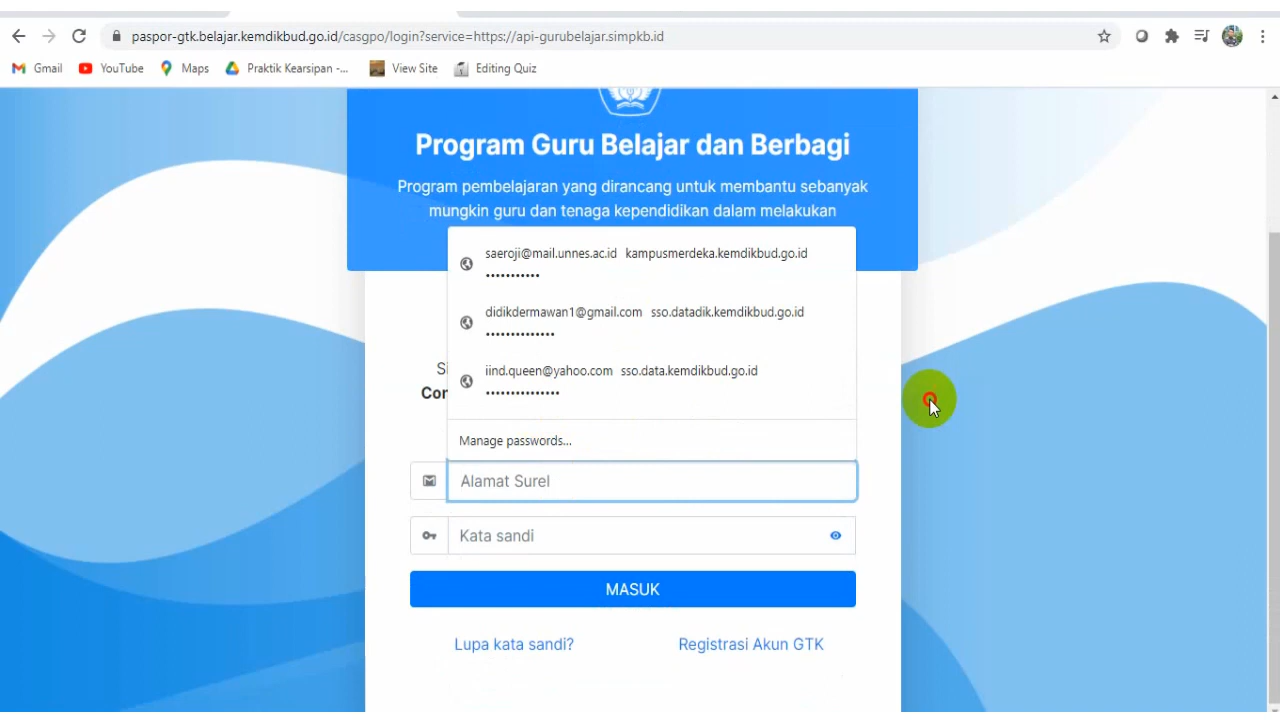 paspor-gtk.belajar.kemdikbud.go.id/casgpo/login?service=https://api-gurubelajar.simpkb.id
Gmail YouTube Maps Praktik Kearsipan -... View Site Editing Quiz
Program Guru Belajar dan Berbagi
Program pembelajaran yang dirancang untuk membantu sebanyak
mungkin guru dan tenaga kependidikan dalam melakukan
saeroji@mail.unnes.ac.id kampusmerdeka.kemdikbud.go.id
•••••••••••
didikdermawan1@gmail.com sso.datadik.kemdikbud.go.id
••••••••••••••
iind.queen@yahoo.com sso.data.kemdikbud.go.id
•••••••••••••••
Manage passwords...
Alamat Surel
Kata sandi
MASUK
Lupa kata sandi? Registrasi Akun GTK